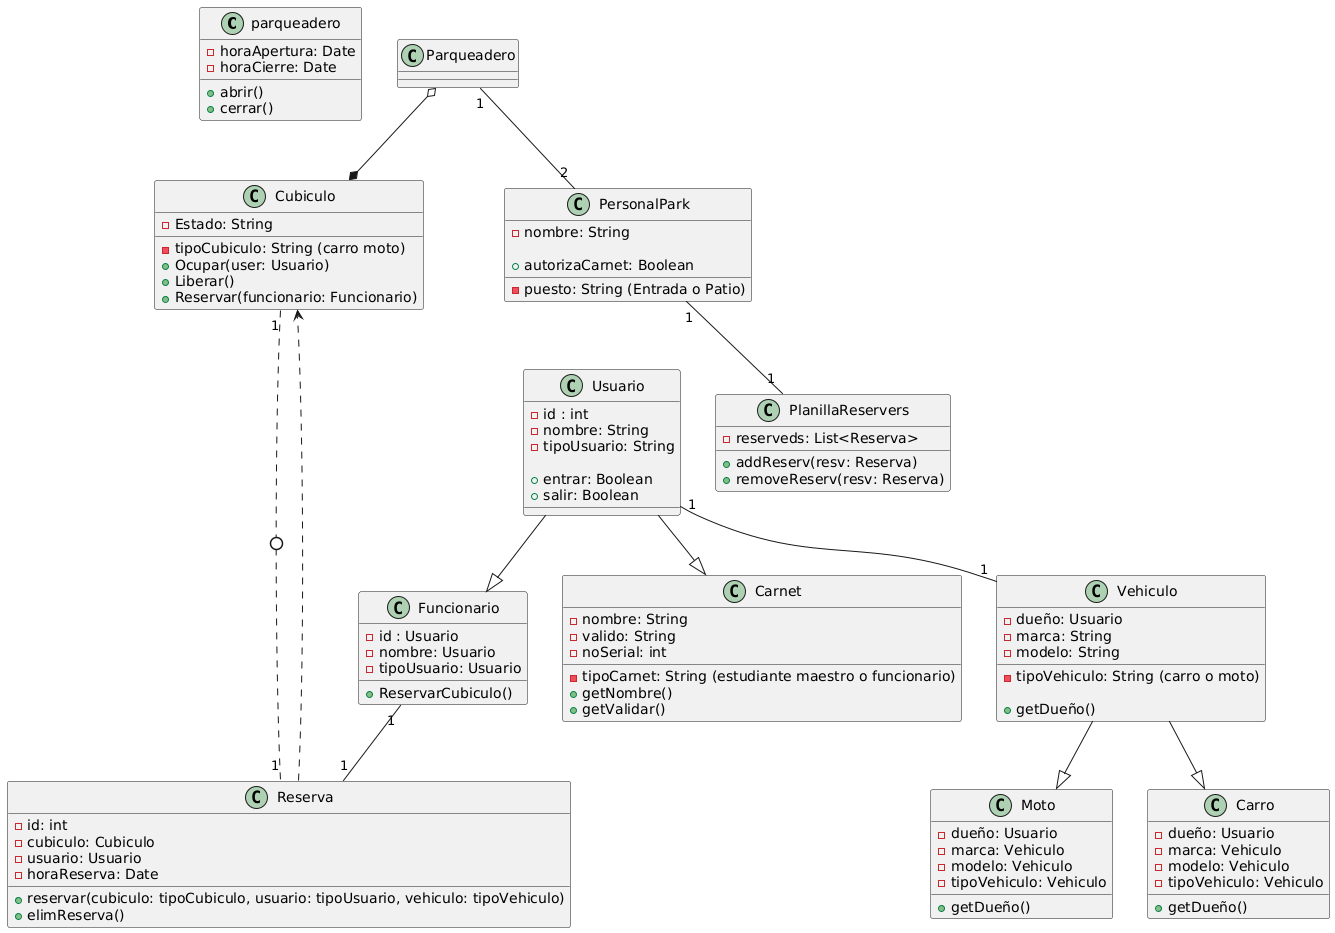 C parqueadero
horaApertura: Date
horaCierre: Date
abrir()
cerrar()
C Parqueadero
1
2
C Cubiculo
Estado: String
tipoCubiculo: String (carro moto)
Ocupar(user: Usuario)
Liberar()
Reservar(funcionario: Funcionario)
1
C PersonalPark
nombre: String
autorizaCarnet: Boolean
puesto: String (Entrada o Patio)
1
1
C Usuario
id : int
nombre: String
tipoUsuario: String
entrar: Boolean
salir: Boolean
1
C PlanillaReservers
reserveds: List<Reserva>
addReserv(resv: Reserva)
removeReserv(resv: Reserva)
1
C Funcionario
id : Usuario
nombre: Usuario
tipoUsuario: Usuario
ReservarCubiculo()
1
C Carnet
nombre: String
valido: String
noSerial: int
tipoCarnet: String (estudiante maestro o funcionario)
getNombre()
getValidar()
C Vehiculo
dueño: Usuario
marca: String
modelo: String
tipoVehiculo: String (carro o moto)
getDueño()
1
1
C Reserva
id: int
cubiculo: Cubiculo
usuario: Usuario
horaReserva: Date
reservar(cubiculo: tipoCubiculo, usuario: tipoUsuario, vehiculo: tipoVehiculo)
elimReserva()
C Moto
dueño: Usuario
marca: Vehiculo
modelo: Vehiculo
tipoVehiculo: Vehiculo
getDueño()
C Carro
dueño: Usuario
marca: Vehiculo
modelo: Vehiculo
tipoVehiculo: Vehiculo
getDueño()